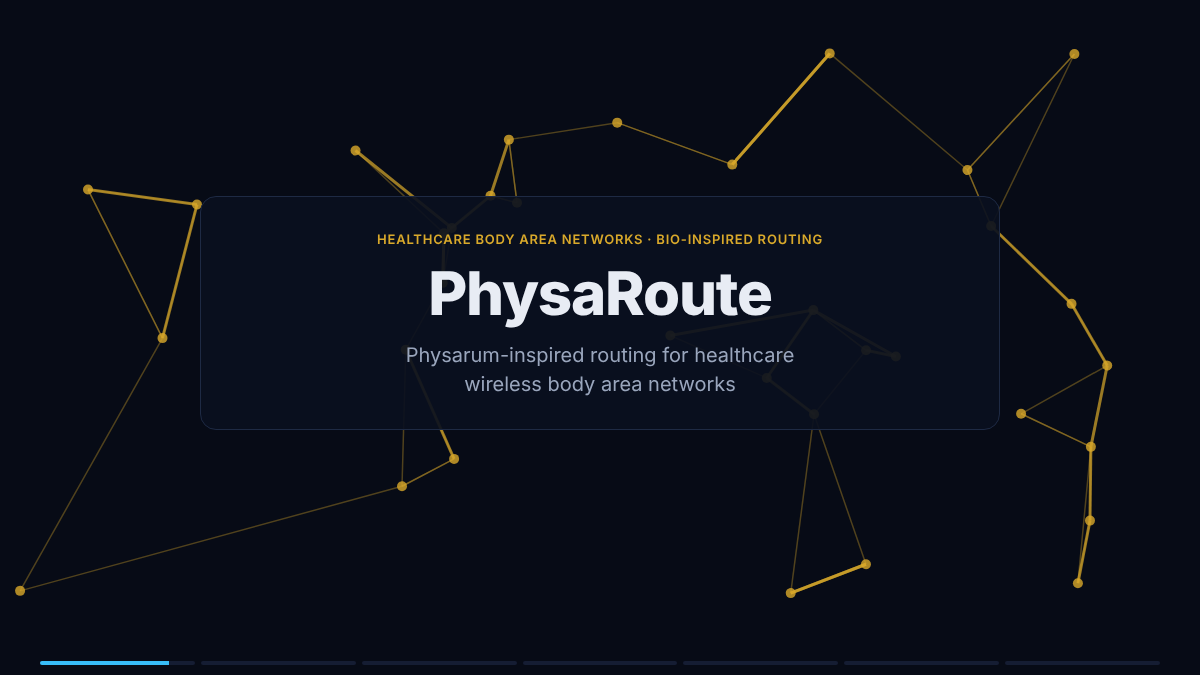 HEALTHCARE BODY AREA NETWORKS · BIO-INSPIRED ROUTING
PhysaRoute
Physarum-inspired routing for healthcare
wireless body area networks